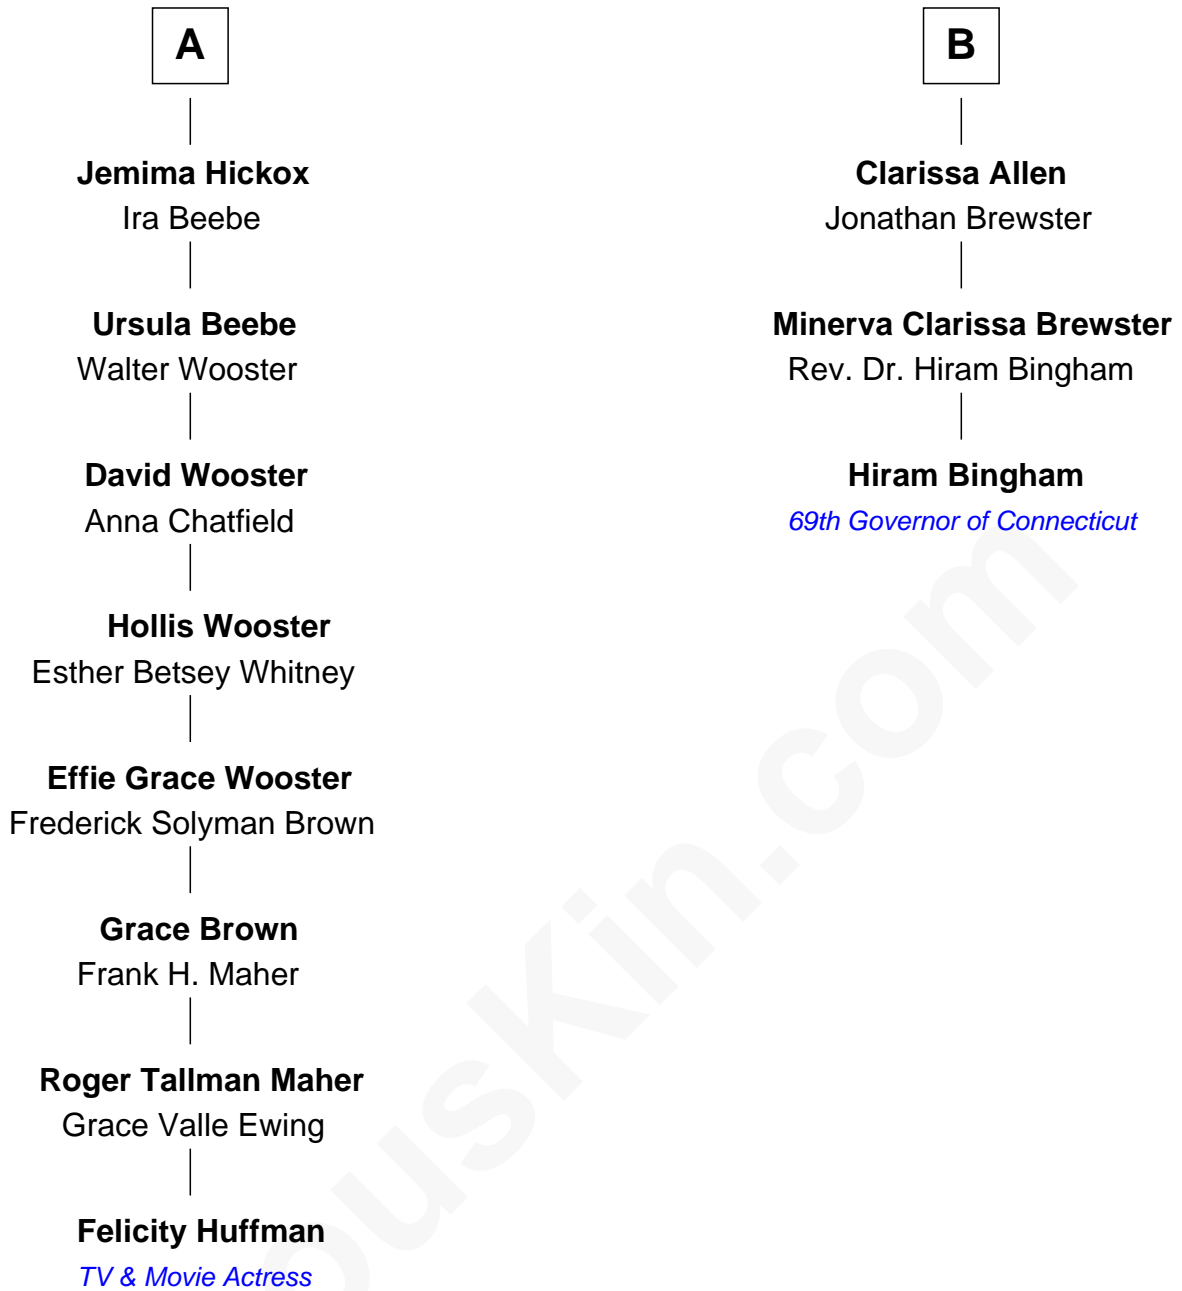 A
Jemima Hickox
Ira Beebe
Ursula Beebe
Walter Wooster
David Wooster
Anna Chatfield
Hollis Wooster
Esther Betsey Whitney
Effie Grace Wooster
Frederick Solyman Brown
Grace Brown
Frank H. Maher
Roger Tallman Maher
Grace Valle Ewing
Felicity Huffman
TV & Movie Actress
B
Clarissa Allen
Jonathan Brewster
Minerva Clarissa Brewster
Rev. Dr. Hiram Bingham
Hiram Bingham
69th Governor of Connecticut
ousKin.com